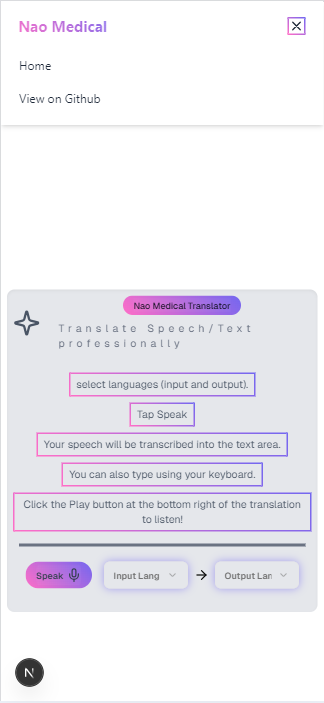 Nao Medical
Home
View on Github
Nao Medical Translator
Translate Speech/Text
professionally
select languages (input and output).
Tap Speak
Your speech will be transcribed into the text area.
You can also type using your keyboard.
Click the Play button at the bottom right of the translation
to listen!
Speak
Input Lang
Output Lan
N